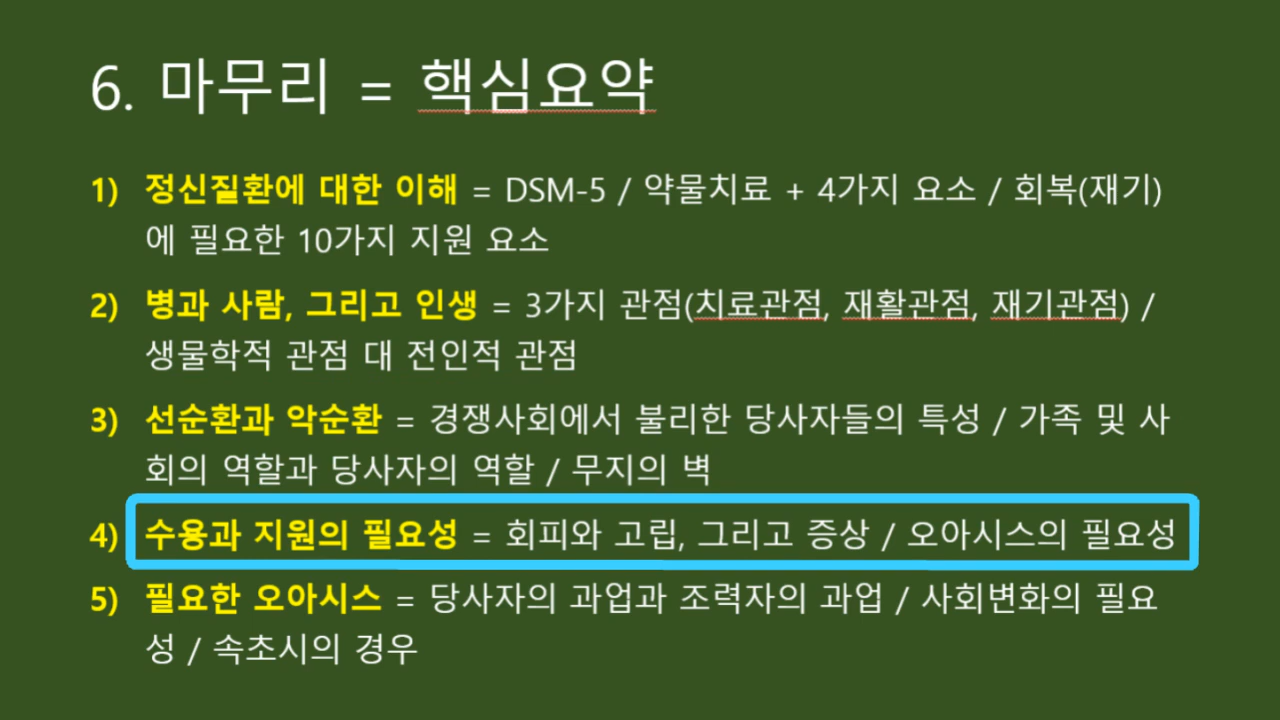 6. 마무리 = 핵심요약
1) 정신질환에 대한 이해 = DSM-5 / 약물치료 + 4가지 요소 / 회복(재기)
에 필요한 10가지 지원 요소
2) 병과 사람, 그리고 인생 = 3가지 관점(치료관점, 재활관점, 재기관점) /
생물학적 관점 대 전인적 관점
3) 선순환과 악순환 = 경쟁사회에서 불리한 당사자들의 특성 / 가족 및 사
회의 역할과 당사자의 역할 / 무지의 벽
4) 수용과 지원의 필요성 = 회피와 고립, 그리고 증상 / 오아시스의 필요성
5) 필요한 오아시스 = 당사자의 과업과 조력자의 과업 / 사회변화의 필요
성 / 속초시의 경우